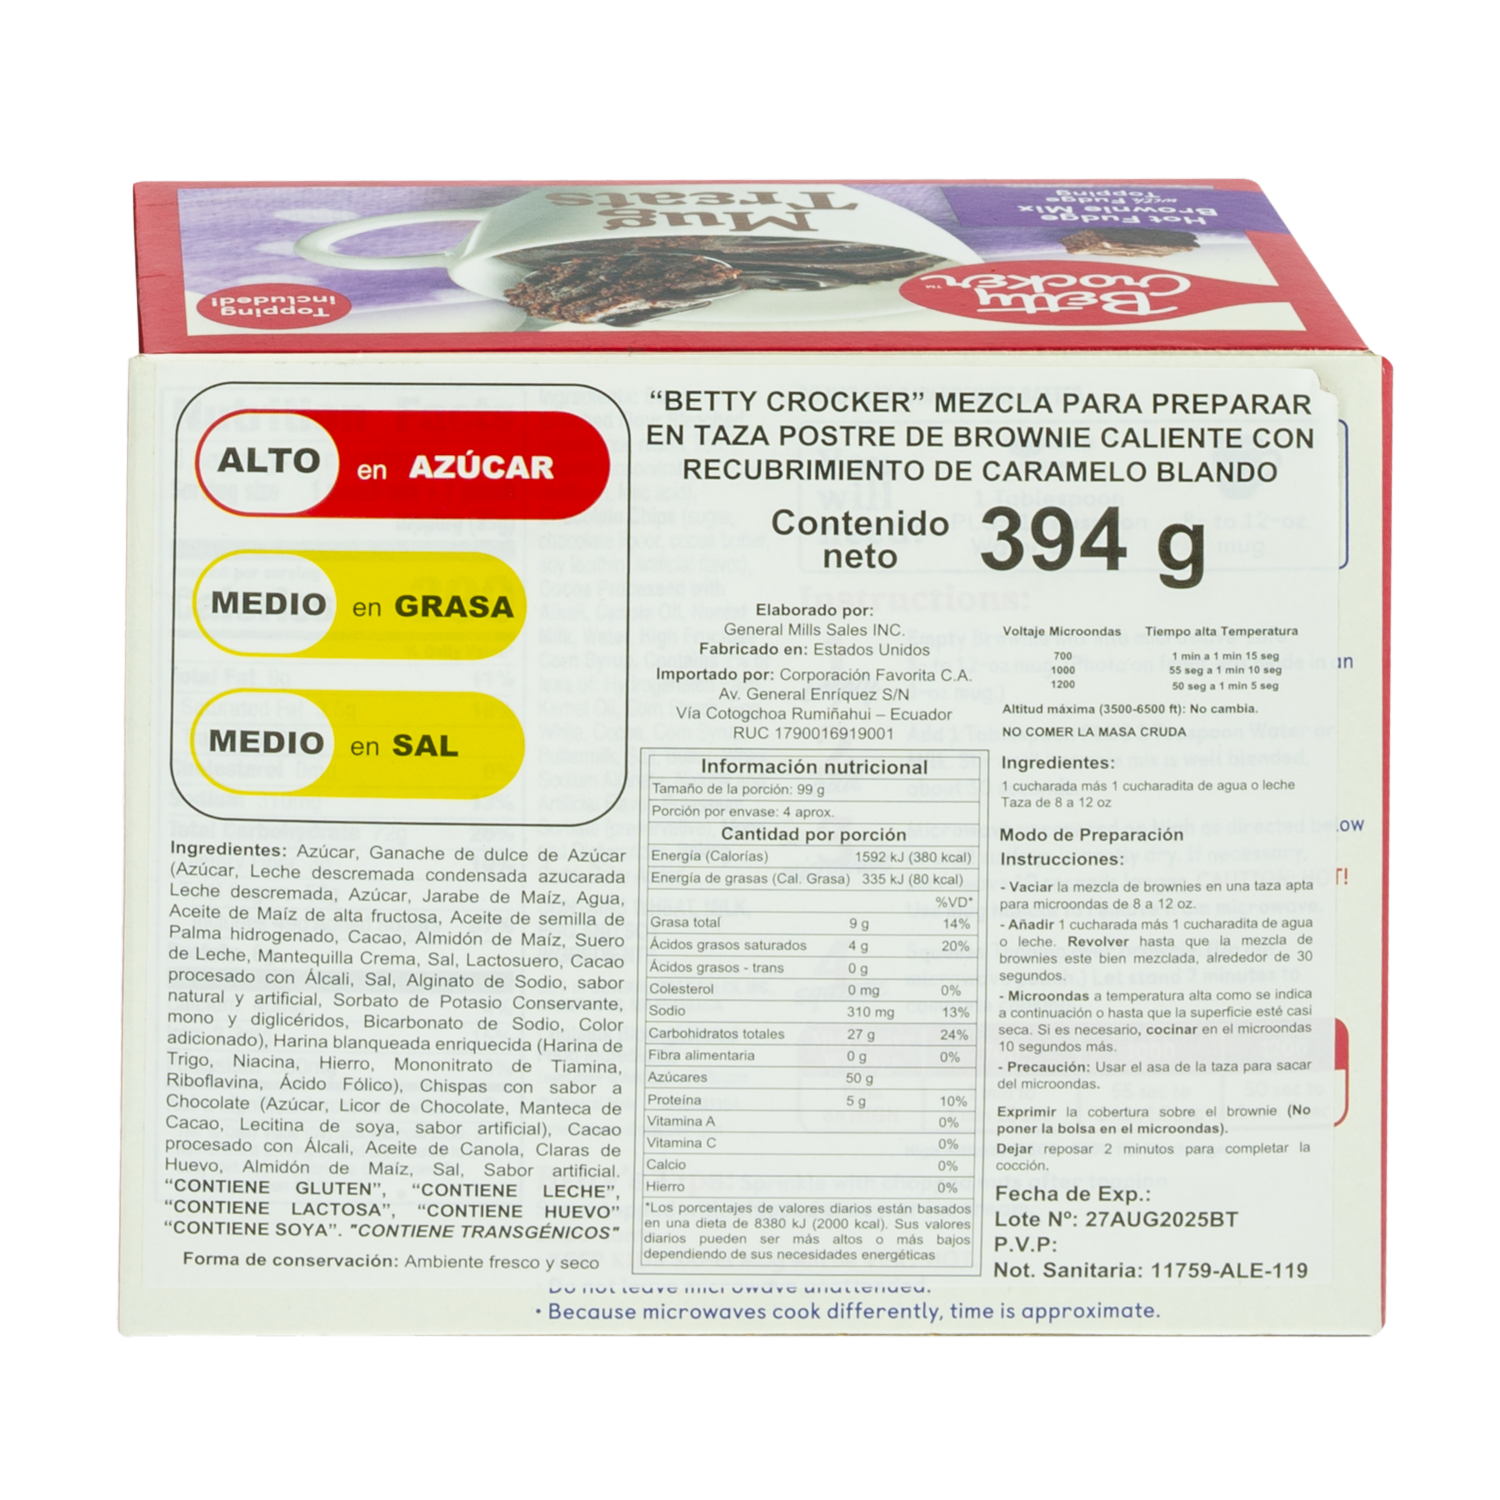 Hot Fudge
Brownie Mix
with Fudge
Topping
Mug
Treats
Betty
Crocker™
Topping
included!
ALTO en AZÚCAR
MEDIO en GRASA
MEDIO en SAL
Ingredientes: Azúcar, Ganache de dulce de Azúcar
(Azúcar, Leche descremada condensada azucarada
Leche descremada, Azúcar, Jarabe de Maíz, Agua,
Aceite de Maíz de alta fructosa, Aceite de semilla de
Palma hidrogenado, Cacao, Almidón de Maíz, Suero
de Leche, Mantequilla Crema, Sal, Lactosuero, Cacao
procesado con Álcali, Sal, Alginato de Sodio, sabor
natural y artificial, Sorbato de Potasio Conservante,
mono y diglicéridos, Bicarbonato de Sodio, Color
adicionado), Harina blanqueada enriquecida (Harina de
Trigo, Niacina, Hierro, Mononitrato de Tiamina,
Riboflavina, Ácido Fólico), Chispas con sabor a
Chocolate (Azúcar, Licor de Chocolate, Manteca de
Cacao, Lecitina de soya, sabor artificial), Cacao
procesado con Álcali, Aceite de Canola, Claras de
Huevo, Almidón de Maíz, Sal, Sabor artificial.
“CONTIENE GLUTEN”, “CONTIENE LECHE”,
“CONTIENE LACTOSA”, “CONTIENE HUEVO”
“CONTIENE SOYA”. "CONTIENE TRANSGÉNICOS"
Forma de conservación: Ambiente fresco y seco
“BETTY CROCKER” MEZCLA PARA PREPARAR
EN TAZA POSTRE DE BROWNIE CALIENTE CON
RECUBRIMIENTO DE CARAMELO BLANDO
Contenido
neto 394 g
Elaborado por:
General Mills Sales INC.
Fabricado en: Estados Unidos
Importado por: Corporación Favorita C.A.
Av. General Enríquez S/N
Vía Cotogchoa Rumiñahui – Ecuador
RUC 1790016919001
Información nutricional
Tamaño de la porción: 99 g
Porción por envase: 4 aprox.
Cantidad por porción
Energía (Calorías) 1592 kJ (380 kcal)
Energía de grasas (Cal. Grasa) 335 kJ (80 kcal)
%VD*
Grasa total 9 g 14%
Ácidos grasos saturados 4 g 20%
Ácidos grasos - trans 0 g
Colesterol 0 mg 0%
Sodio 310 mg 13%
Carbohidratos totales 27 g 24%
Fibra alimentaria 0 g 0%
Azúcares 50 g
Proteína 5 g 10%
Vitamina A 0%
Vitamina C 0%
Calcio 0%
Hierro 0%
*Los porcentajes de valores diarios están basados
en una dieta de 8380 kJ (2000 kcal). Sus valores
diarios pueden ser más altos o más bajos
dependiendo de sus necesidades energéticas
Voltaje Microondas Tiempo alta Temperatura
700 1 min a 1 min 15 seg
1000 55 seg a 1 min 10 seg
1200 50 seg a 1 min 5 seg
Altitud máxima (3500-6500 ft): No cambia.
NO COMER LA MASA CRUDA
Ingredientes:
1 cucharada más 1 cucharadita de agua o leche
Taza de 8 a 12 oz
Modo de Preparación
Instrucciones:
- Vaciar la mezcla de brownies en una taza apta
para microondas de 8 a 12 oz.
- Añadir 1 cucharada más 1 cucharadita de agua
o leche. Revolver hasta que la mezcla de
brownies este bien mezclada, alrededor de 30
segundos.
- Microondas a temperatura alta como se indica
a continuación o hasta que la superficie esté casi
seca. Si es necesario, cocinar en el microondas
10 segundos más.
- Precaución: Usar el asa de la taza para sacar
del microondas.
Exprimir la cobertura sobre el brownie (No
poner la bolsa en el microondas).
Dejar reposar 2 minutos para completar la
cocción.
Fecha de Exp.:
Lote Nº: 27AUG2025BT
P.V.P:
Not. Sanitaria: 11759-ALE-119
Do not leave microwave unattended.
• Because microwaves cook differently, time is approximate.